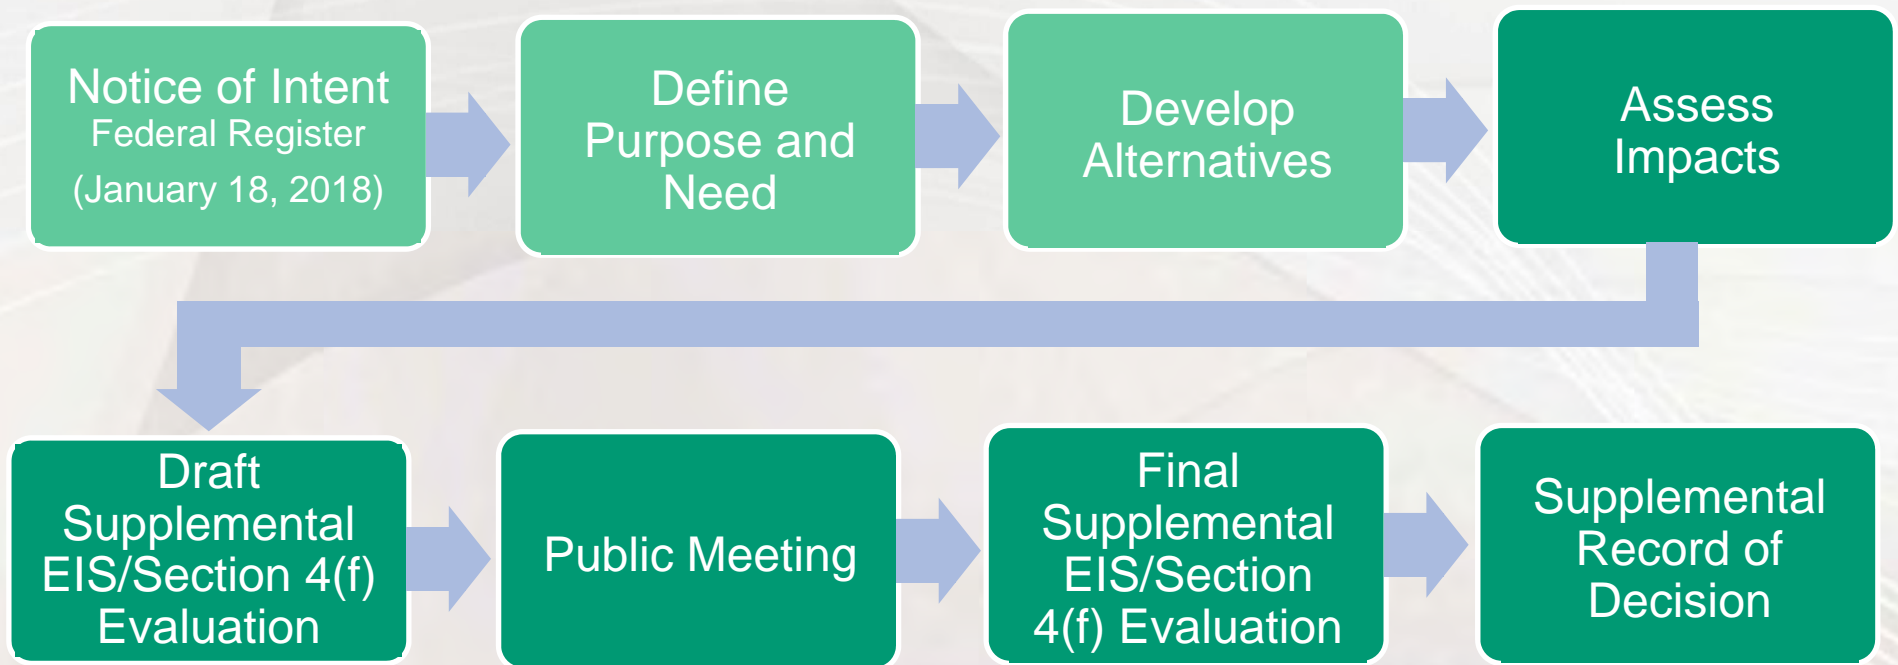 Notice of Intent
Federal Register
(January 18, 2018)
Define
Purpose and
Need
Develop
Alternatives
Assess
Impacts
Draft
Supplemental
EIS/Section 4(f)
Evaluation
Public Meeting
Final
Supplemental
EIS/Section
4(f) Evaluation
Supplemental
Record of
Decision